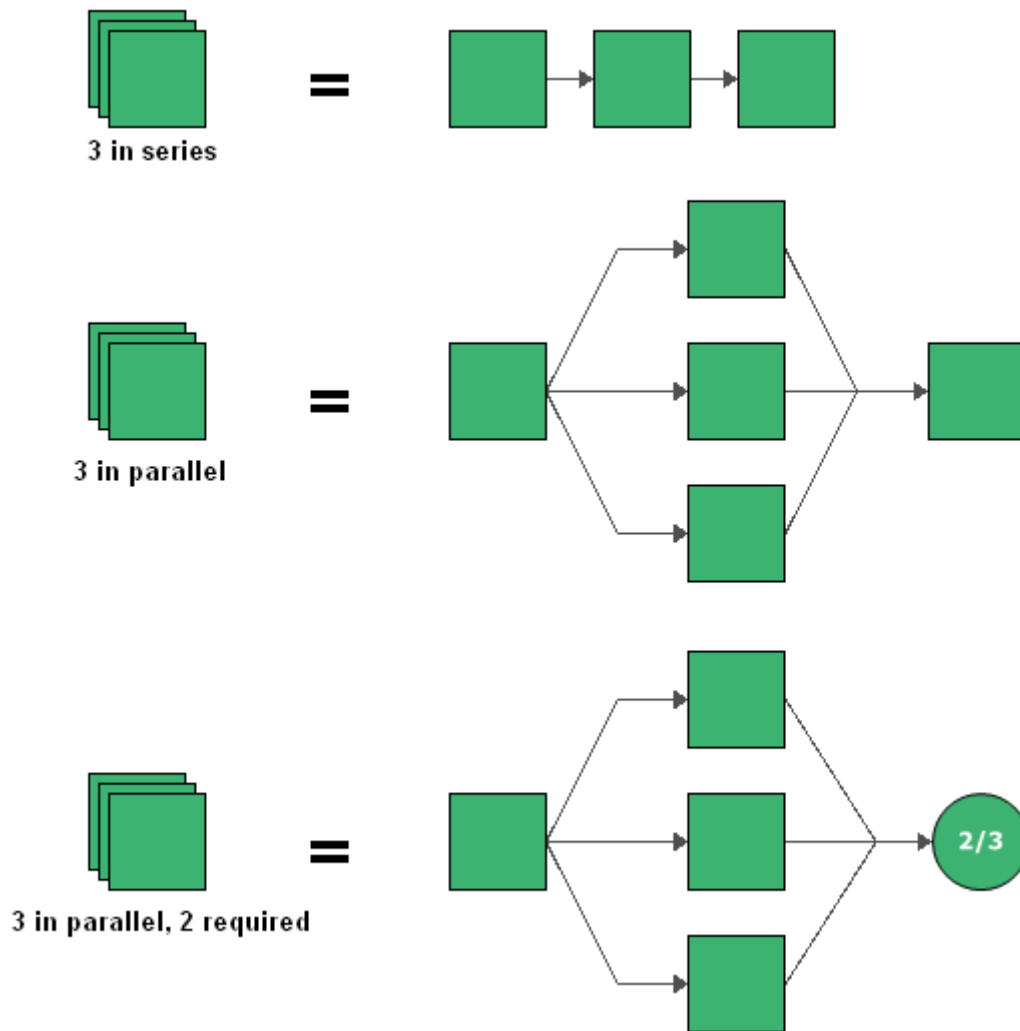 =
3 in series
=
3 in parallel
2/3
=
3 in parallel, 2 required